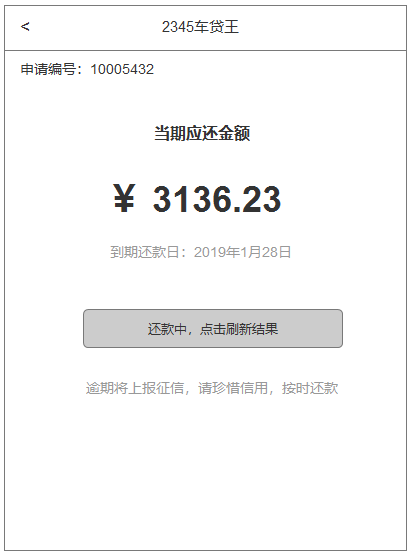 <
2345车贷王
申请编号：10005432
当期应还金额
￥ 3136.23
到期还款日：2019年1月28日
还款中，点击刷新结果
逾期将上报征信，请珍惜信用，按时还款